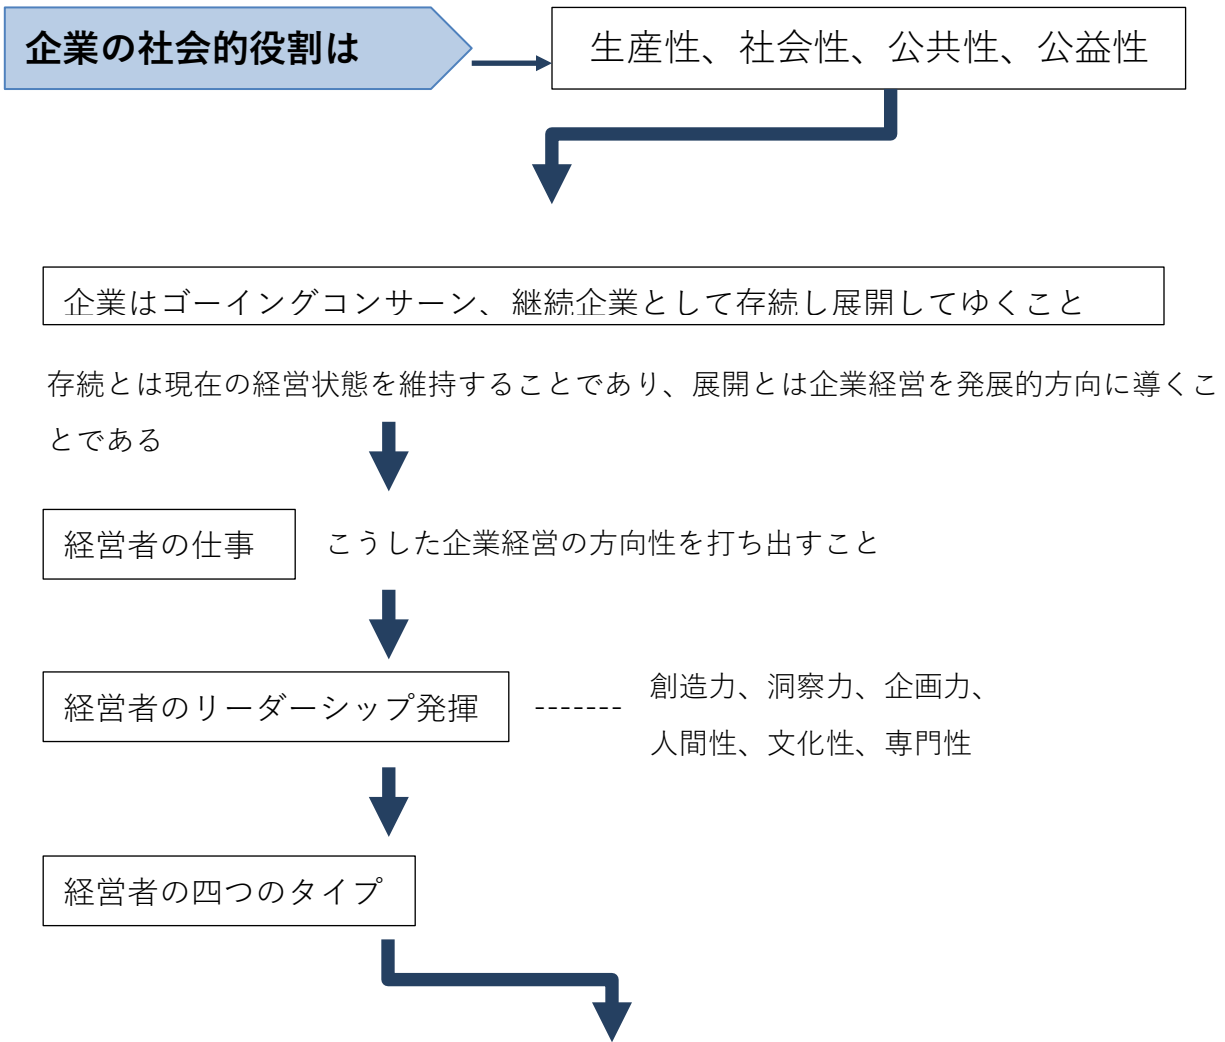 企業の社会的役割は
生産性、社会性、公共性、公益性
企業はゴーイングコンサーン、継続企業として存続し展開してゆくこと
存続とは現在の経営状態を維持することであり、展開とは企業経営を発展的方向に導くこ
とである
経営者の仕事
こうした企業経営の方向性を打ち出すこと
経営者のリーダーシップ発揮
-------
創造力、洞察力、企画力、
人間性、文化性、専門性
経営者の四つのタイプ